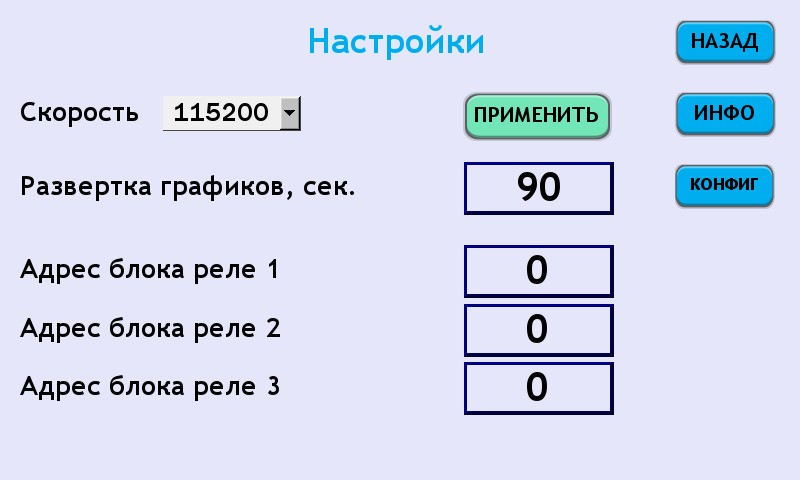 Настройки
НАЗАД
Скорость 115200 ПРИМЕНИТЬ ИНФО
Развертка графиков, сек. 90 КОНФИГ
Адрес блока реле 1 0
Адрес блока реле 2 0
Адрес блока реле 3 0